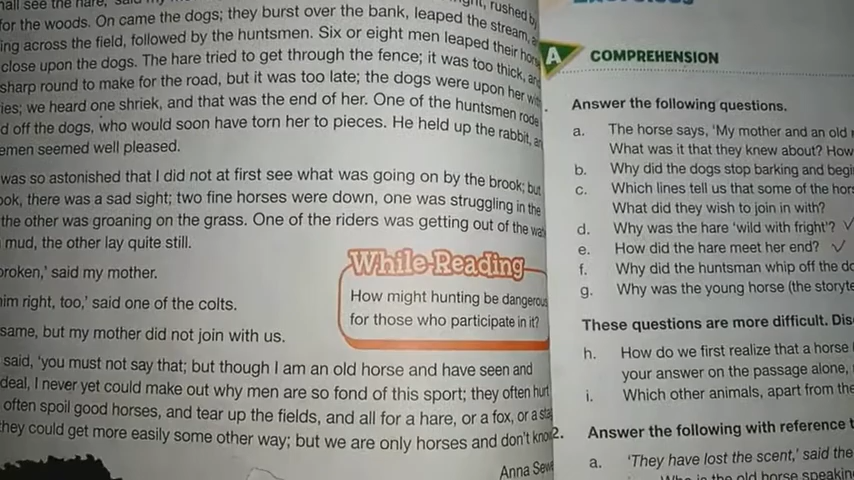 for the woods. On came the dogs; they burst over the bank, leaped the stream,
ing across the field, followed by the huntsmen. Six or eight men leaped their
close upon the dogs. The hare tried to get through the fence; it was too thick,
sharp round to make for the road, but it was too late; the dogs were upon her
ies; we heard one shriek, and that was the end of her. One of the huntsmen rode
d off the dogs, who would soon have torn her to pieces. He held up the rabbit,
emen seemed well pleased.
was so astonished that I did not at first see what was going on by the brook; but
ook, there was a sad sight; two fine horses were down, one was struggling in the
the other was groaning on the grass. One of the riders was getting out of the
mud, the other lay quite still.
broken,' said my mother.
im right, too,' said one of the colts.
same, but my mother did not join with us.
said, 'you must not say that; but though I am an old horse and have seen and
deal, I never yet could make out why men are so fond of this sport; they often hurt
often spoil good horses, and tear up the fields, and all for a hare, or a fox, or a
they could get more easily some other way; but we are only horses and don't
Anna
While-Reading
How might hunting be dangerous
for those who participate in it?
A COMPREHENSION
Answer the following questions.
a. The horse says, 'My mother and an old
What was it that they knew about? How
b. Why did the dogs stop barking and
c. Which lines tell us that some of the
What did they wish to join in with?
d. Why was the hare 'wild with fright'?
e. How did the hare meet her end?
f. Why did the huntsman whip off the
g. Why was the young horse (the
These questions are more difficult.
h. How do we first realize that a horse
your answer on the passage alone,
i. Which other animals, apart from the
2. Answer the following with reference
a. 'They have lost the scent,' said the
the old horse